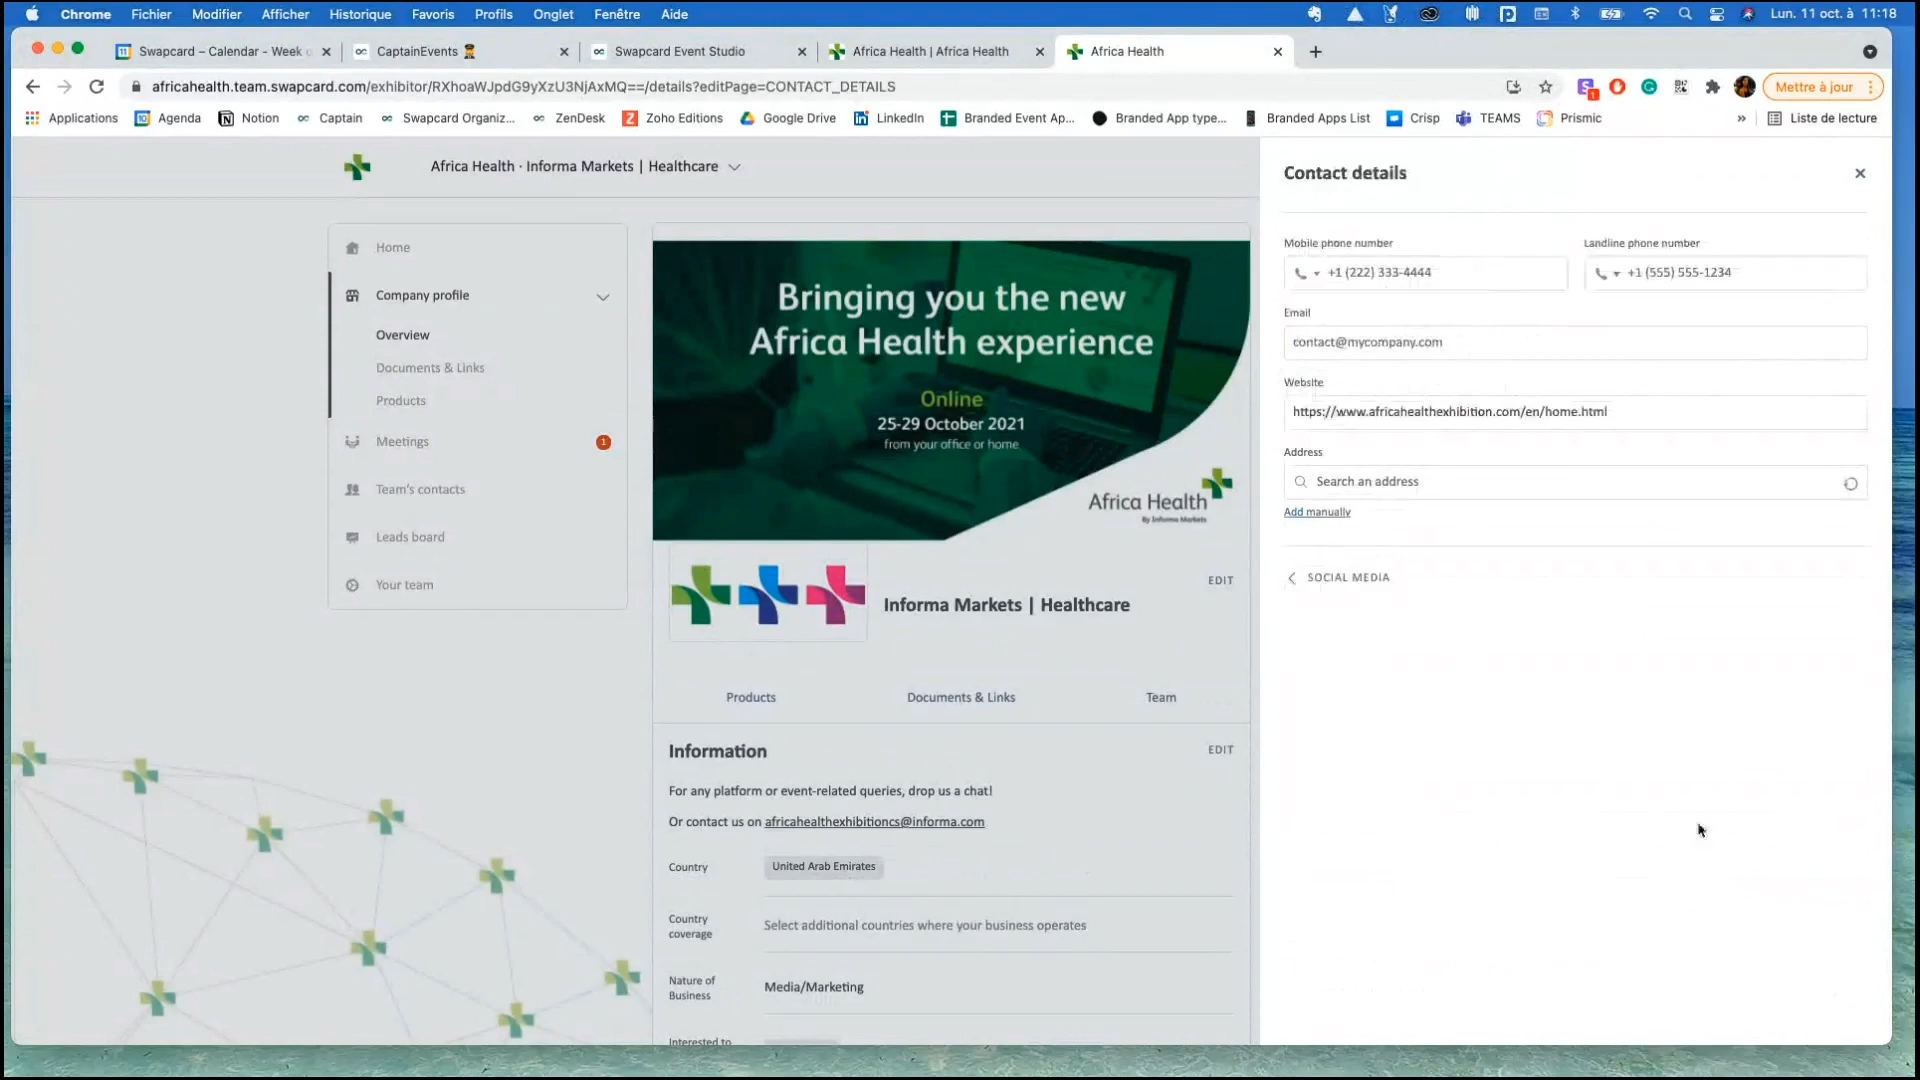 Chrome Fichier Modifier Afficher Historique Favoris Profils Onglet Fenêtre Aide Lun. 11 oct. à 11:18
Swapcard – Calendar - Week o CaptainEvents Swapcard Event Studio Africa Health | Africa Health Africa Health
africahealth.team.swapcard.com/exhibitor/RXhoaWJpdG9yXzU3NjAxMQ==/details?editPage=CONTACT_DETAILS 1 Mettre à jour
Applications Agenda Notion Captain Swapcard Organiz... ZenDesk Zoho Editions Google Drive LinkedIn Branded Event Ap... Branded App type... Branded Apps List Crisp TEAMS Prismic » Liste de lecture
Africa Health · Informa Markets | Healthcare
Home
Company profile
Overview
Documents & Links
Products
Meetings 1
Team's contacts
Leads board
Your team
Bringing you the new
Africa Health experience
Online
25-29 October 2021
from your office or home
Africa Health
By Informa Markets
Informa Markets | Healthcare
EDIT
Products Documents & Links Team
Information EDIT
For any platform or event-related queries, drop us a chat!
Or contact us on africahealthexhibitioncs@informa.com
Country United Arab Emirates
Country
coverage
Select additional countries where your business operates
Nature of
Business
Media/Marketing
Interested to
Contact details
Mobile phone number Landline phone number
+1 (222) 333-4444 +1 (555) 555-1234
Email
contact@mycompany.com
Website
https://www.africahealthexhibition.com/en/home.html
Address
Search an address
Add manually
SOCIAL MEDIA